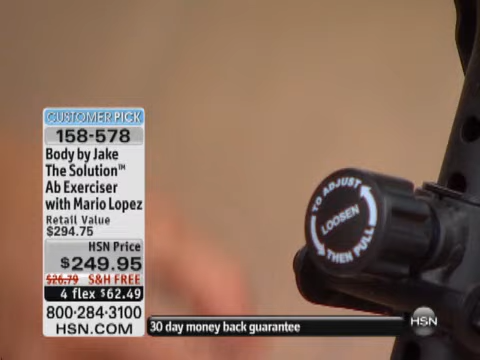 CUSTOMER PICK
158-578
Body by Jake
The Solution™
Ab Exerciser
with Mario Lopez
Retail Value
$294.75
HSN Price
$249.95
$26.79 S&H FREE
4 flex $62.49
800·284·3100
HSN.COM
30 day money back guarantee
HSN
TO ADJUST
LOOSEN
THEN PULL